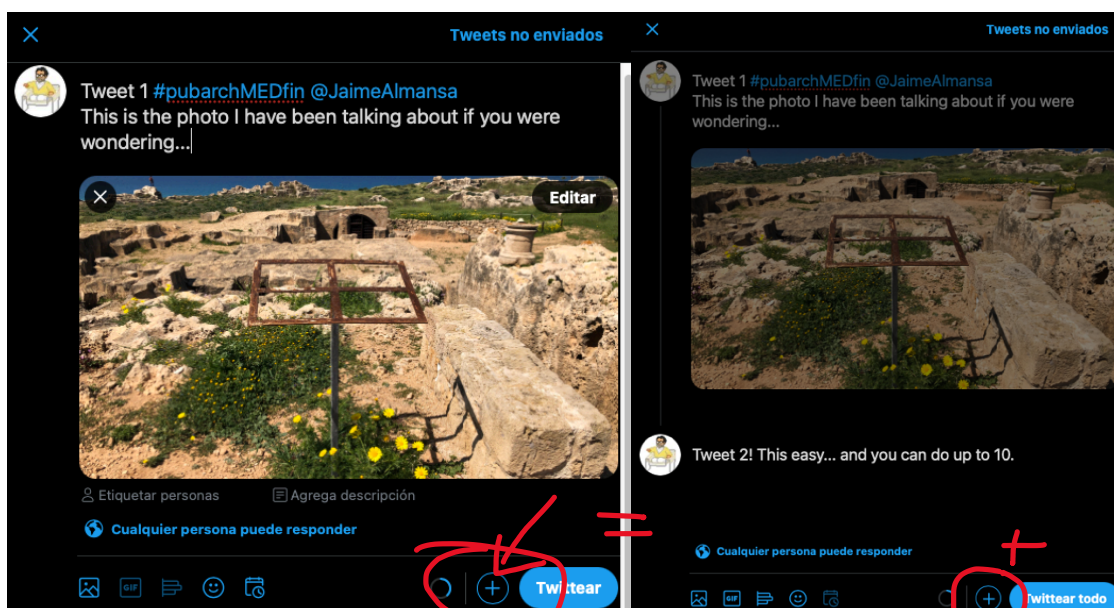 Tweets no enviados
Tweet 1 #pubarchMEDfin @JaimeAlmansa
This is the photo I have been talking about if you were
wondering...
Editar
Etiquetar personas
Agrega descripción
Cualquier persona puede responder
GIF
Twittear
=
Tweets no enviados
Tweet 1 #pubarchMEDfin @JaimeAlmansa
This is the photo I have been talking about if you were
wondering...
Tweet 2! This easy... and you can do up to 10.
Cualquier persona puede responder
+
GIF
Twittear todo